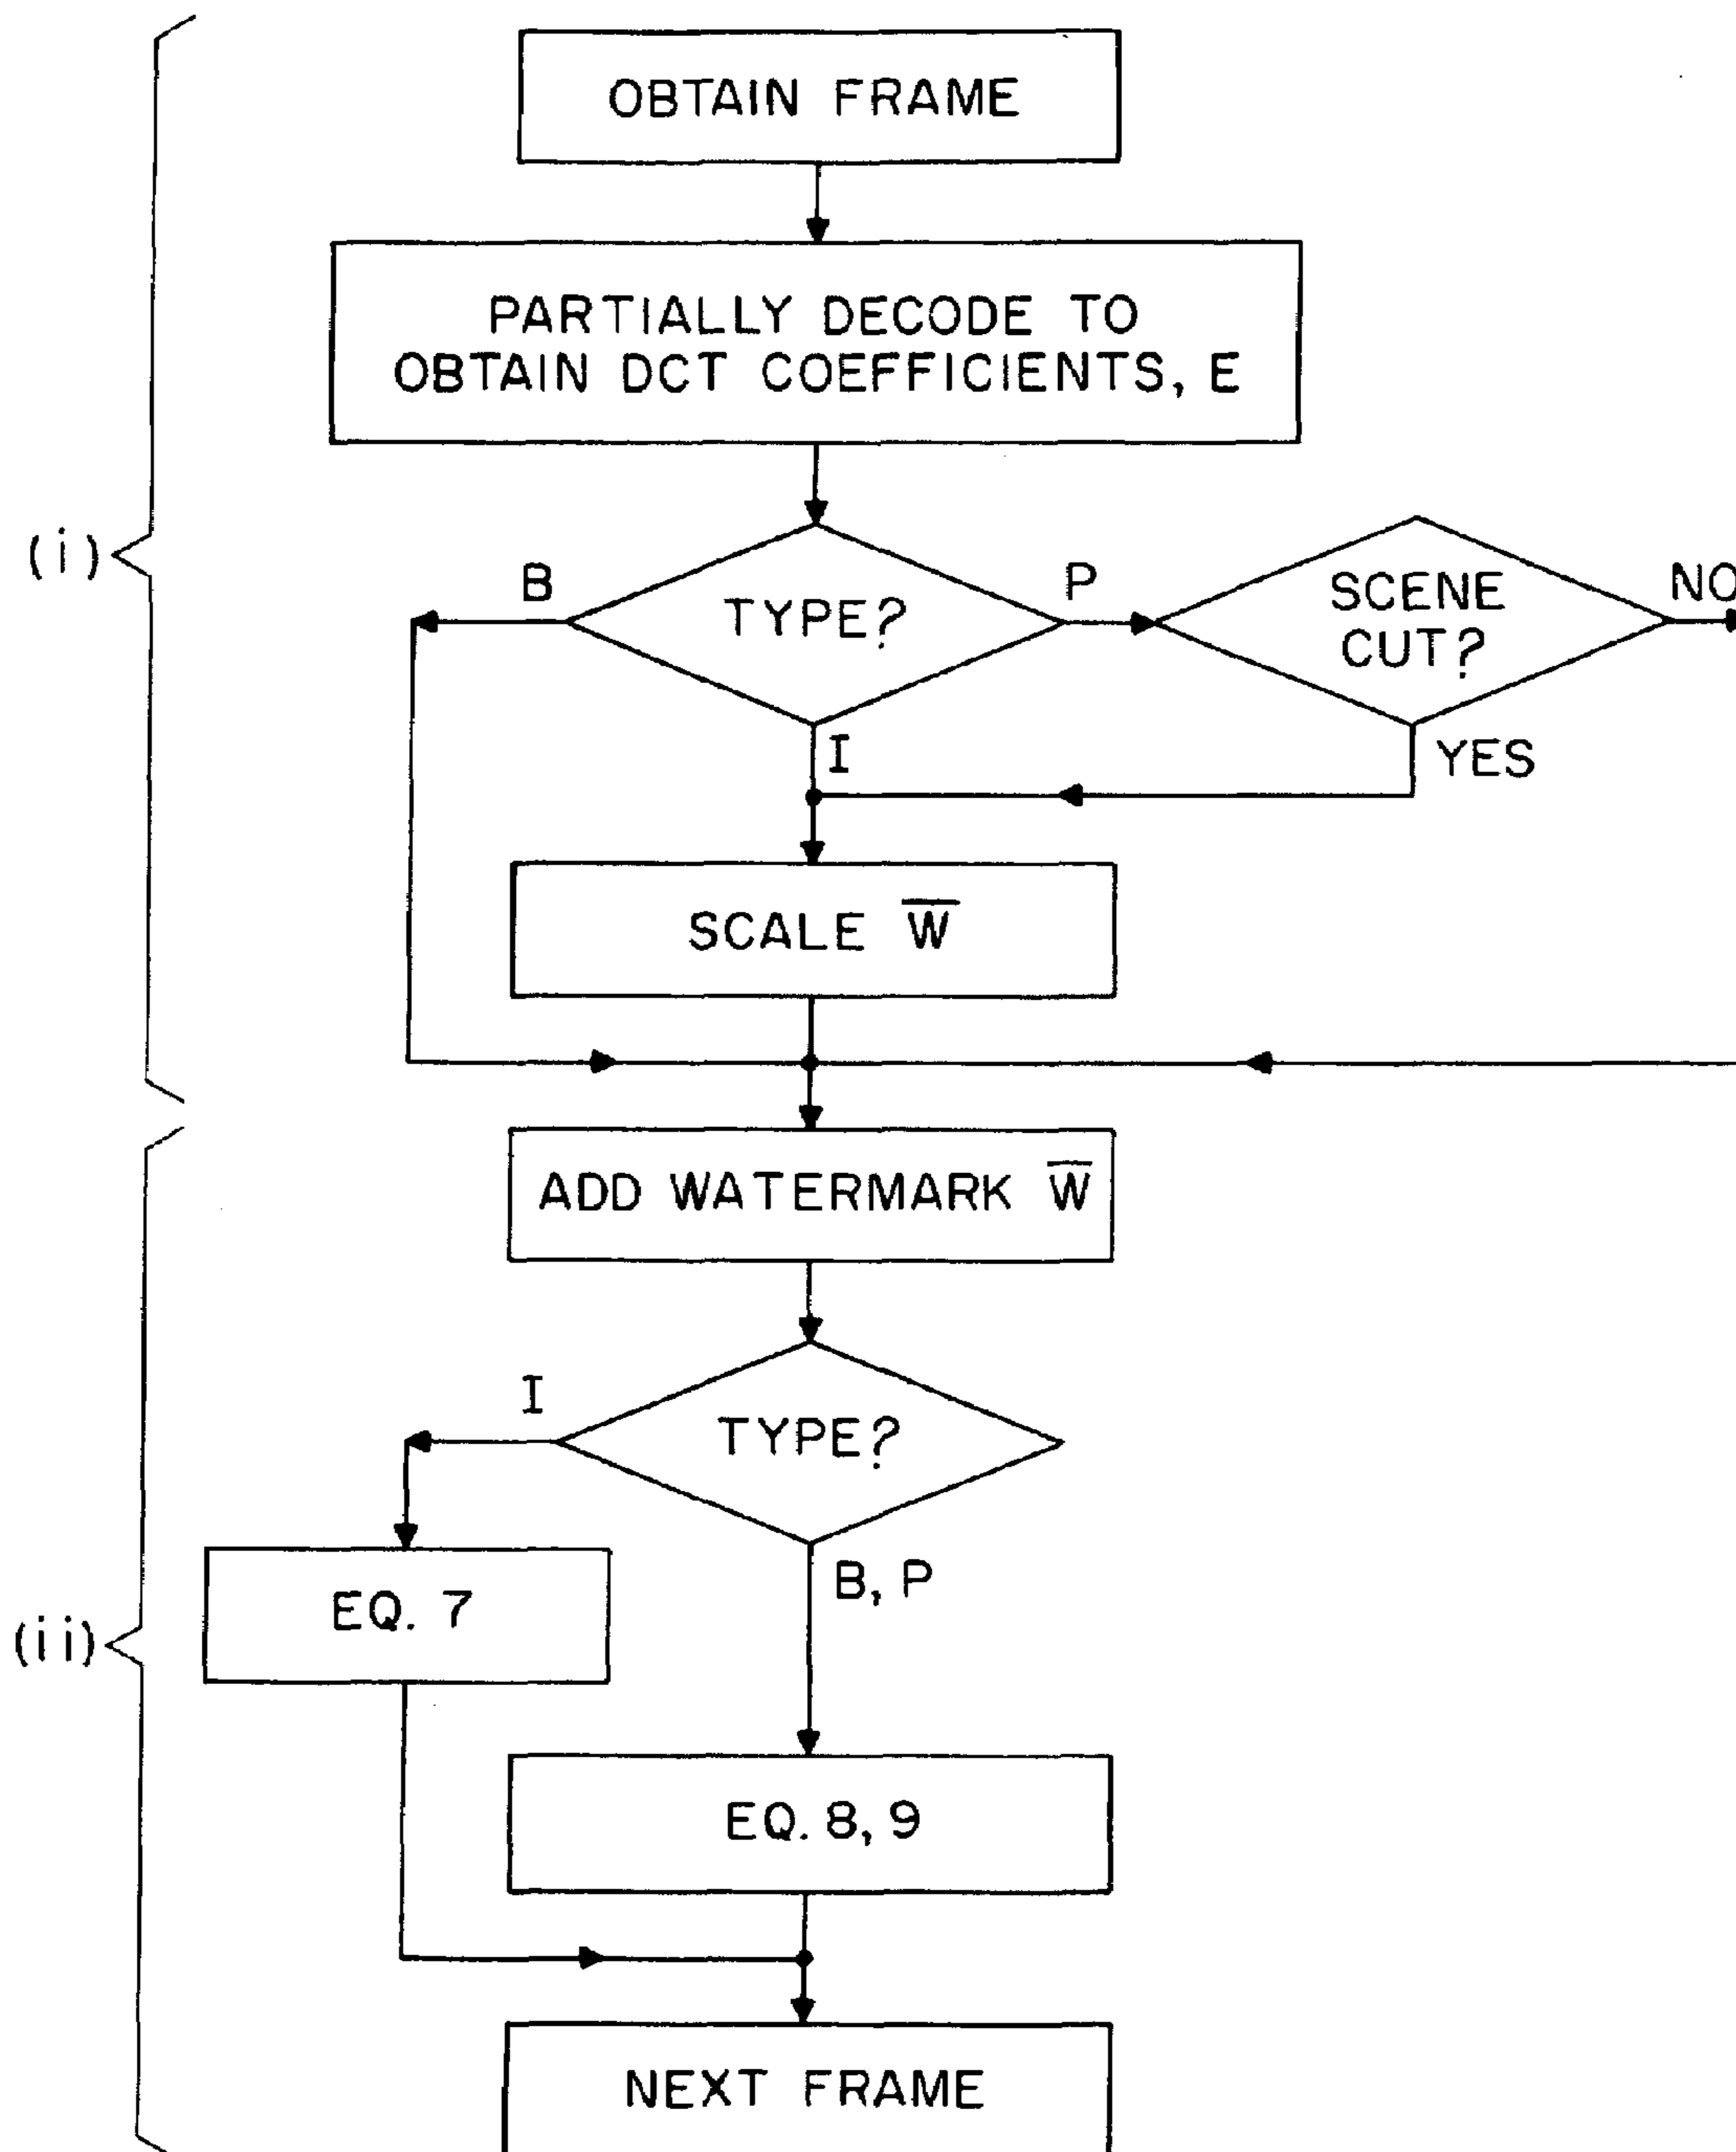 OBTAIN FRAME
PARTIALLY DECODE TO
OBTAIN DCT COEFFICIENTS, E
(i)
B
TYPE?
P
SCENE
CUT?
NO
I
YES
SCALE W̅
ADD WATERMARK W̅
I
TYPE?
B, P
EQ. 7
(ii)
EQ. 8, 9
NEXT FRAME